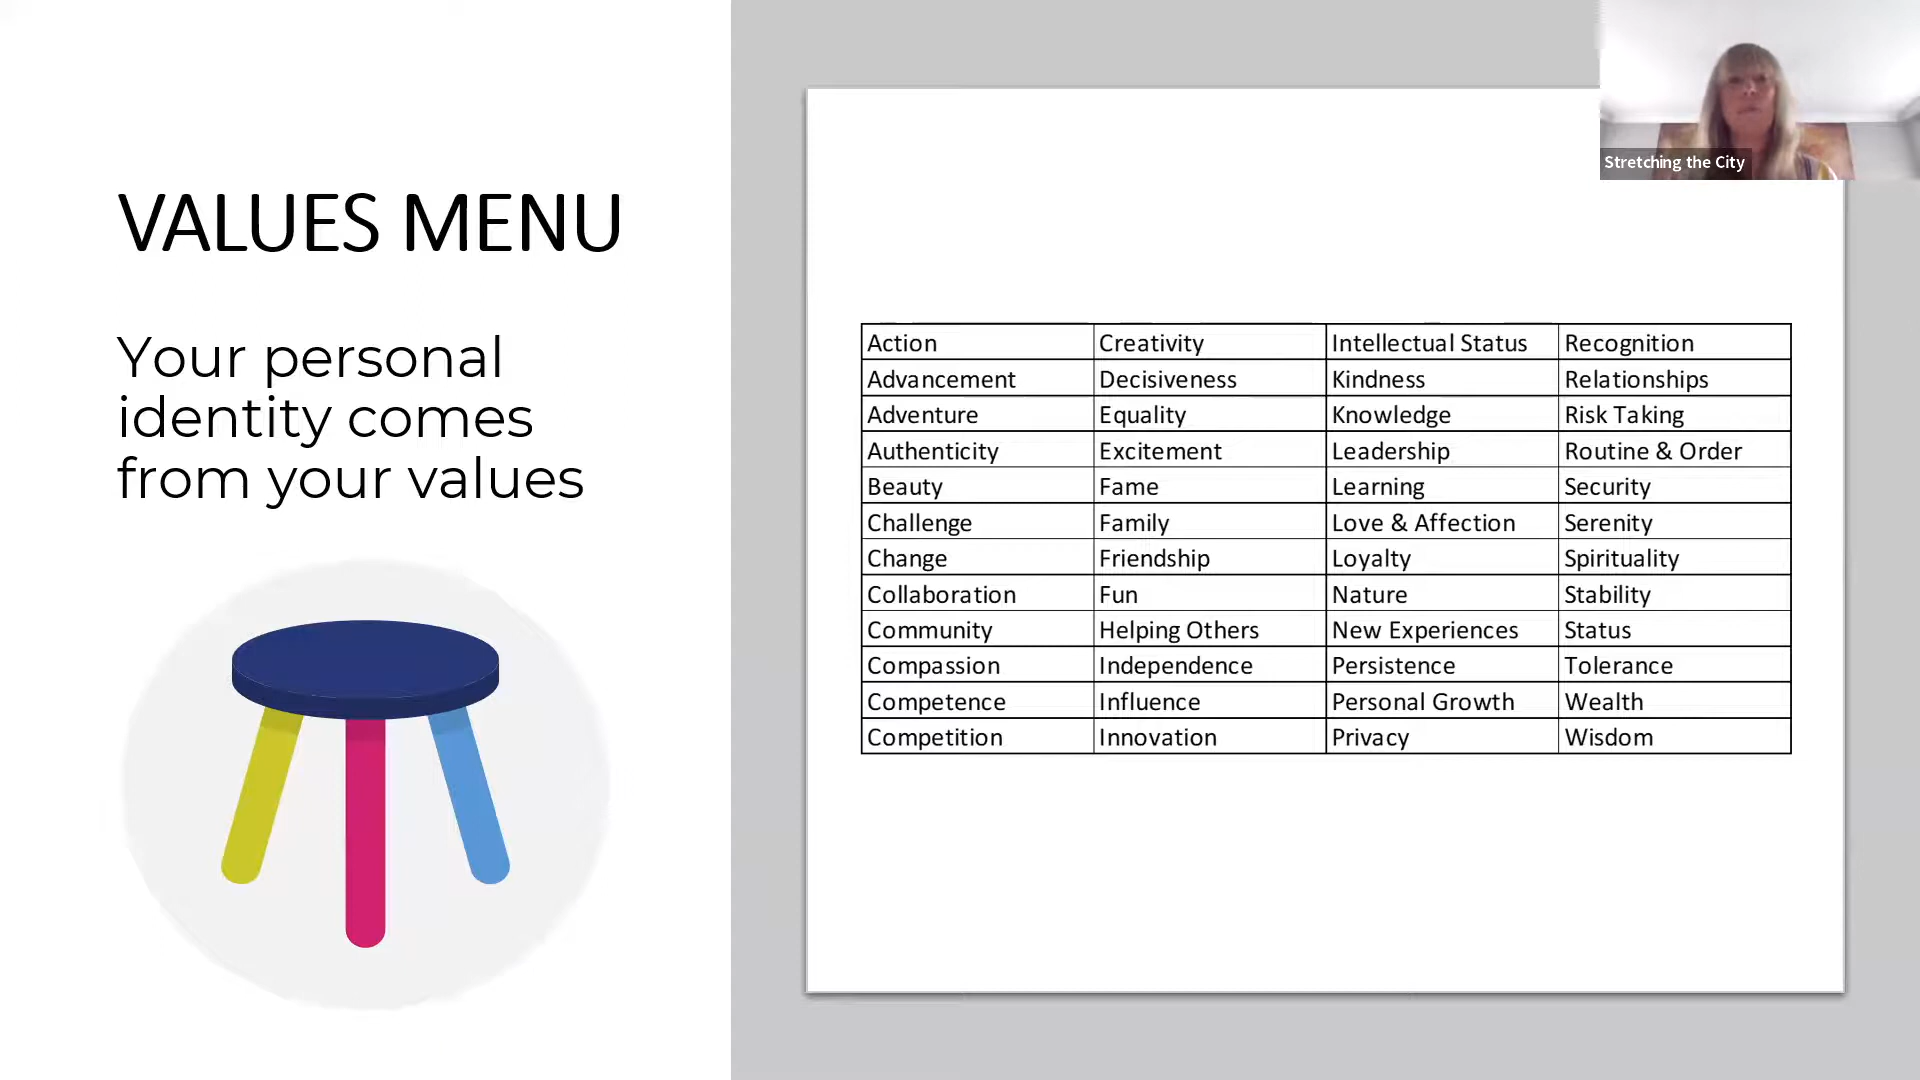 VALUES MENU
Your personal
identity comes
from your values
Stretching the City
Action Creativity Intellectual Status Recognition
Advancement Decisiveness Kindness Relationships
Adventure Equality Knowledge Risk Taking
Authenticity Excitement Leadership Routine & Order
Beauty Fame Learning Security
Challenge Family Love & Affection Serenity
Change Friendship Loyalty Spirituality
Collaboration Fun Nature Stability
Community Helping Others New Experiences Status
Compassion Independence Persistence Tolerance
Competence Influence Personal Growth Wealth
Competition Innovation Privacy Wisdom